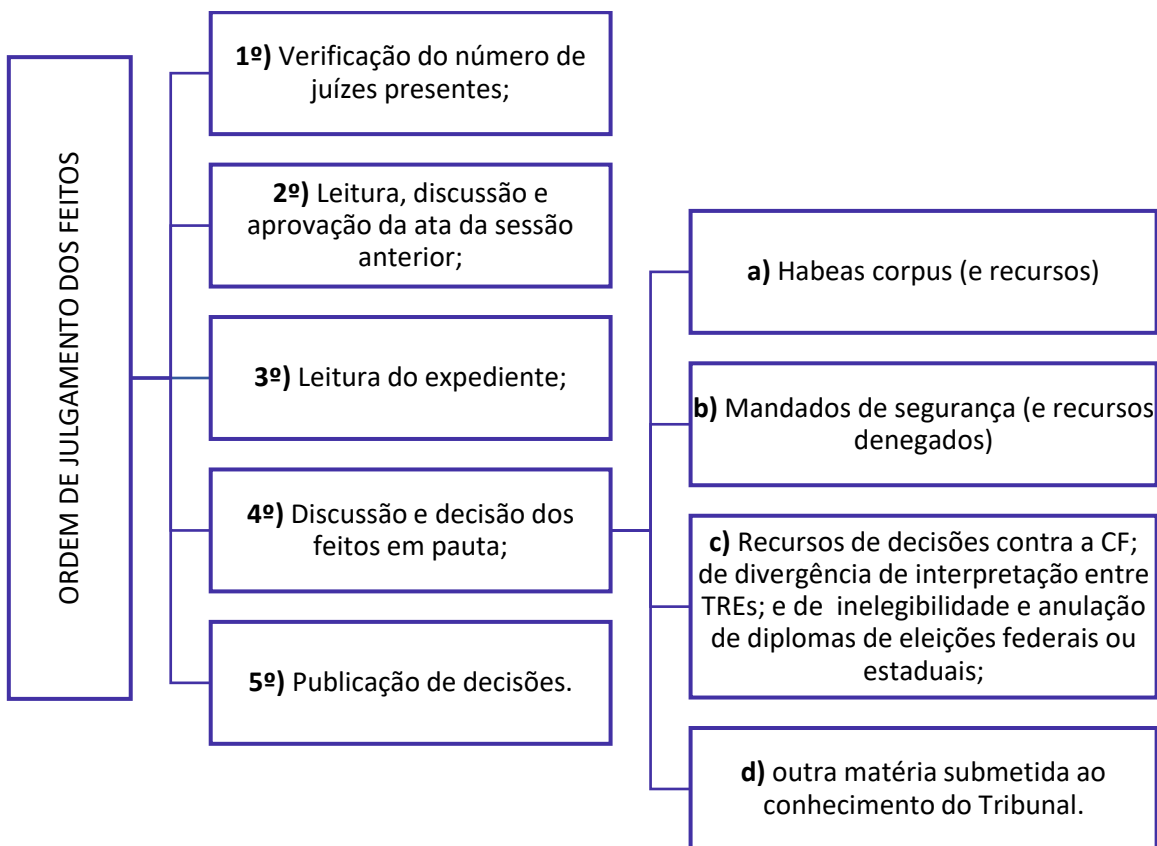 ORDEM DE JULGAMENTO DOS FEITOS
1º) Verificação do número de
juízes presentes;
2º) Leitura, discussão e
aprovação da ata da sessão
anterior;
3º) Leitura do expediente;
4º) Discussão e decisão dos
feitos em pauta;
5º) Publicação de decisões.
a) Habeas corpus (e recursos)
b) Mandados de segurança (e recursos
denegados)
c) Recursos de decisões contra a CF;
de divergência de interpretação entre
TREs; e de inelegibilidade e anulação
de diplomas de eleições federais ou
estaduais;
d) outra matéria submetida ao
conhecimento do Tribunal.